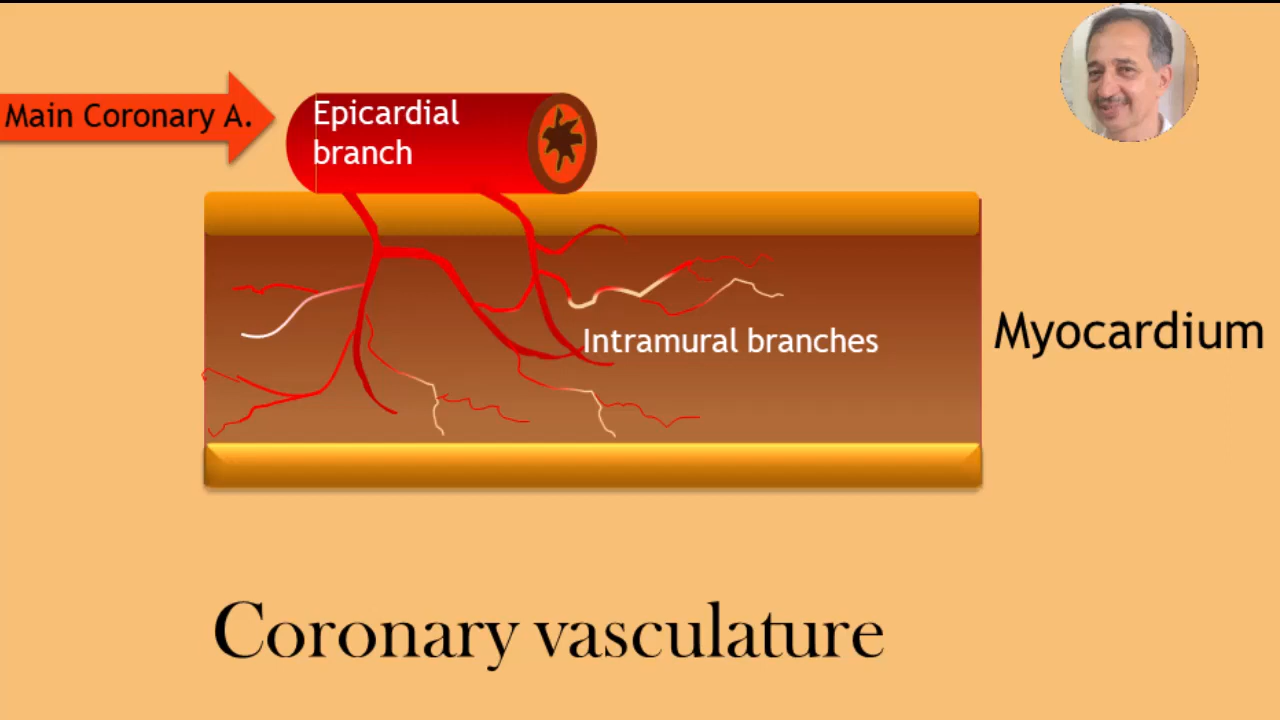 Main Coronary A.
Epicardial
branch
Intramural branches
Myocardium
Coronary vasculature